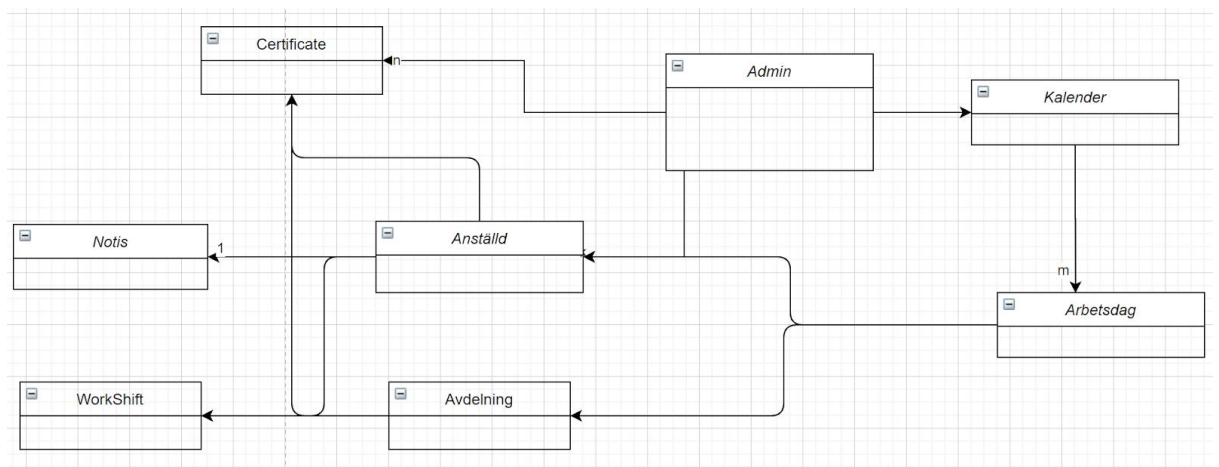 Certificate
n
Admin
Kalender
Notis
1
Anställd
m
Arbetsdag
WorkShift
Avdelning